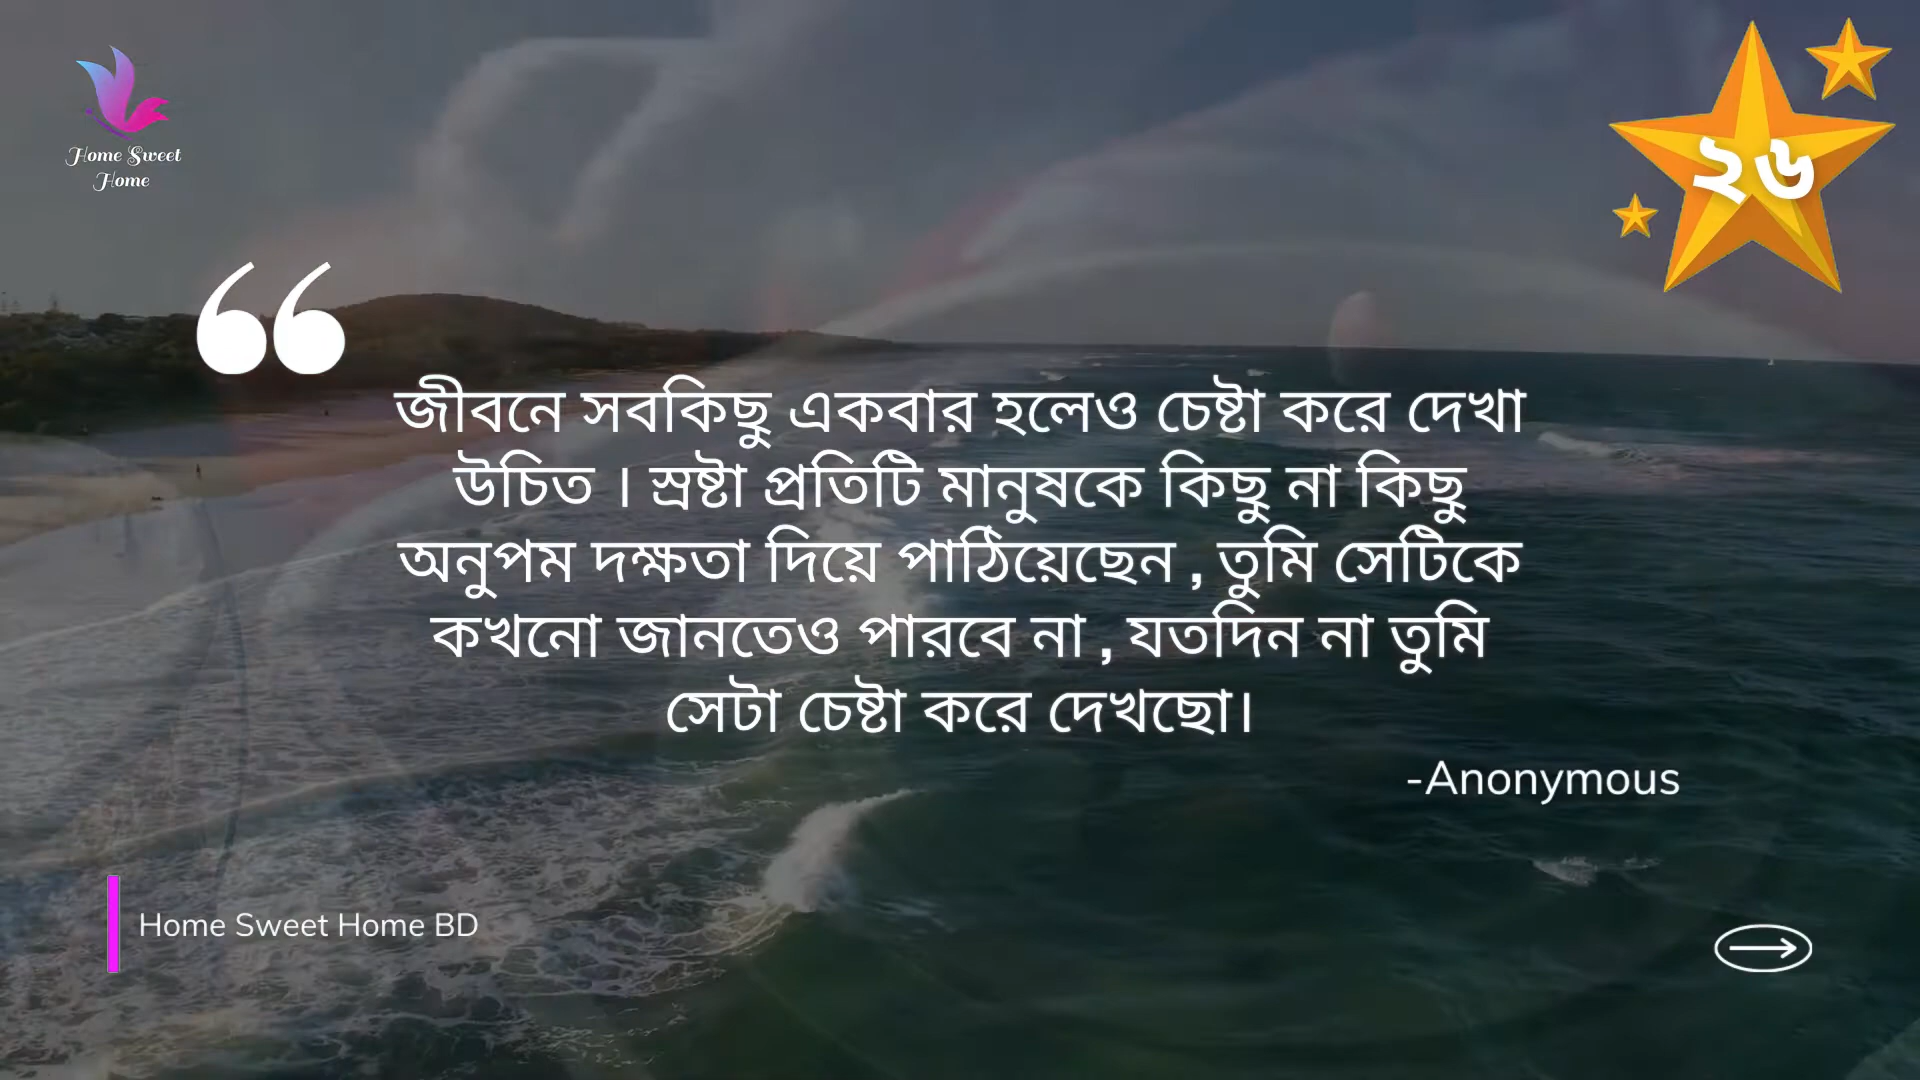 Home Sweet
Home
২৬
“
জীবনে সবকিছু একবার হলেও চেষ্টা করে দেখা
উচিত । স্রষ্টা প্রতিটি মানুষকে কিছু না কিছু
অনুপম দক্ষতা দিয়ে পাঠিয়েছেন , তুমি সেটিকে
কখনো জানতেও পারবে না , যতদিন না তুমি
সেটা চেষ্টা করে দেখছো।
-Anonymous
Home Sweet Home BD